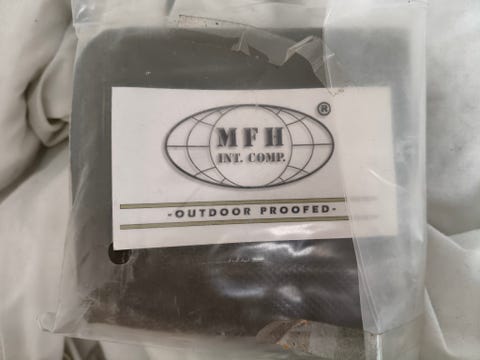 ®
MFH
INT. COMP.
-OUTDOOR PROOFED-